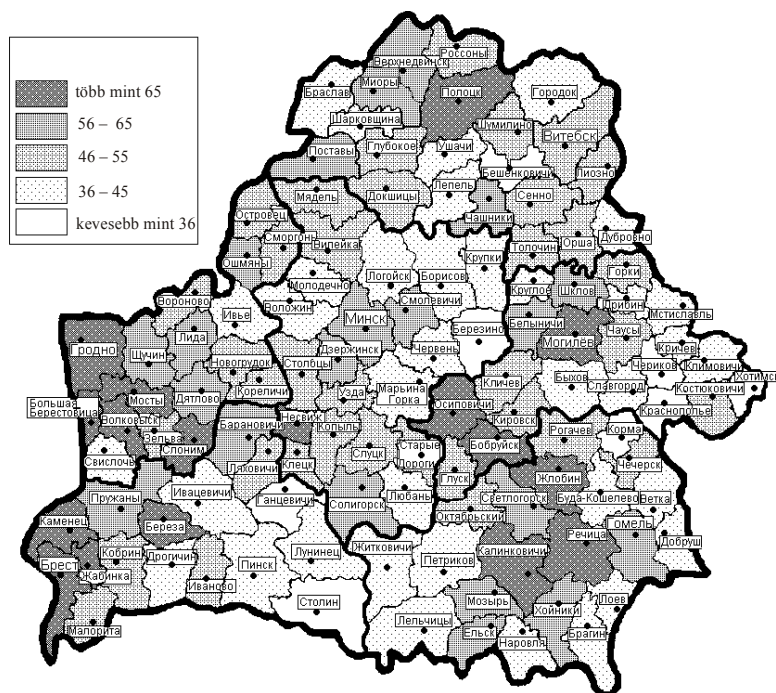 több mint 65
56 – 65
46 – 55
36 – 45
kevesebb mint 36
Россоны
Верхнедвинск
Браслав
Миоры
Полоцк
Городок
Шарковщина
Шумилино
Витебск
Поставы
Глубокое
Ушачи
Бешенковичи
Лиозно
Мядель
Докшицы
Лепель
Сенно
Чашники
Островец
Сморгонь
Вилейка
Крупки
Толочин
Орша
Дубровно
Ошмяны
Молодечно
Логойск
Борисов
Круглое
Шклов
Горки
Вороново
Ивье
Воложин
Смолевичи
Дрибин
Мстиславль
Гродно
Лида
Минск
Березино
Белыничи
Могилёв
Чаусы
Щучин
Новогрудок
Столбцы
Дзержинск
Червень
Кричев
Чериков
Климовичи
Хотимск
Мосты
Дятлово
Кореличи
Узда
Марьина
Горка
Кличев
Быхов
Славгород
Костюковичи
Большая
Берестовица
Волковыск
Зельва
Слоним
Барановичи
Несвиж
Копыль
Осиповичи
Кировск
Краснополье
Свислочь
Ляховичи
Клецк
Слуцк
Старые
Дороги
Бобруйск
Рогачев
Корма
Чечерск
Пружаны
Ивацевичи
Ганцевичи
Солигорск
Любань
Глуск
Светлогорск
Жлобин
Буда-Кошелево
Ветка
Каменец
Береза
Октябрьский
Гомель
Брест
Кобрин
Жабинка
Дрогичин
Иваново
Пинск
Лунинец
Житковичи
Петриков
Калинковичи
Речица
Добруш
Малорита
Столин
Мозырь
Хойники
Лоев
Лельчицы
Ельск
Наровля
Брагин